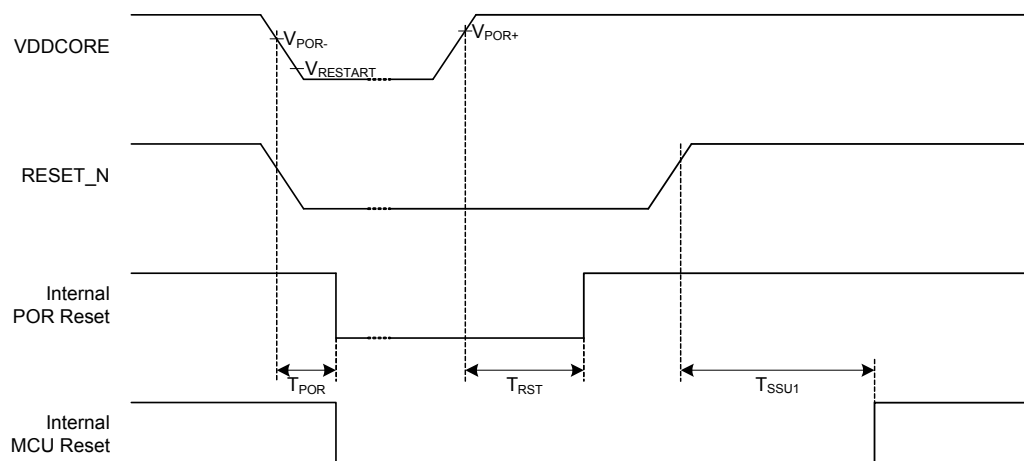 VDDCORE
VPOR-
VRESTART
VPOR+
RESET_N
Internal
POR Reset
TPOR
TRST
TSSU1
Internal
MCU Reset